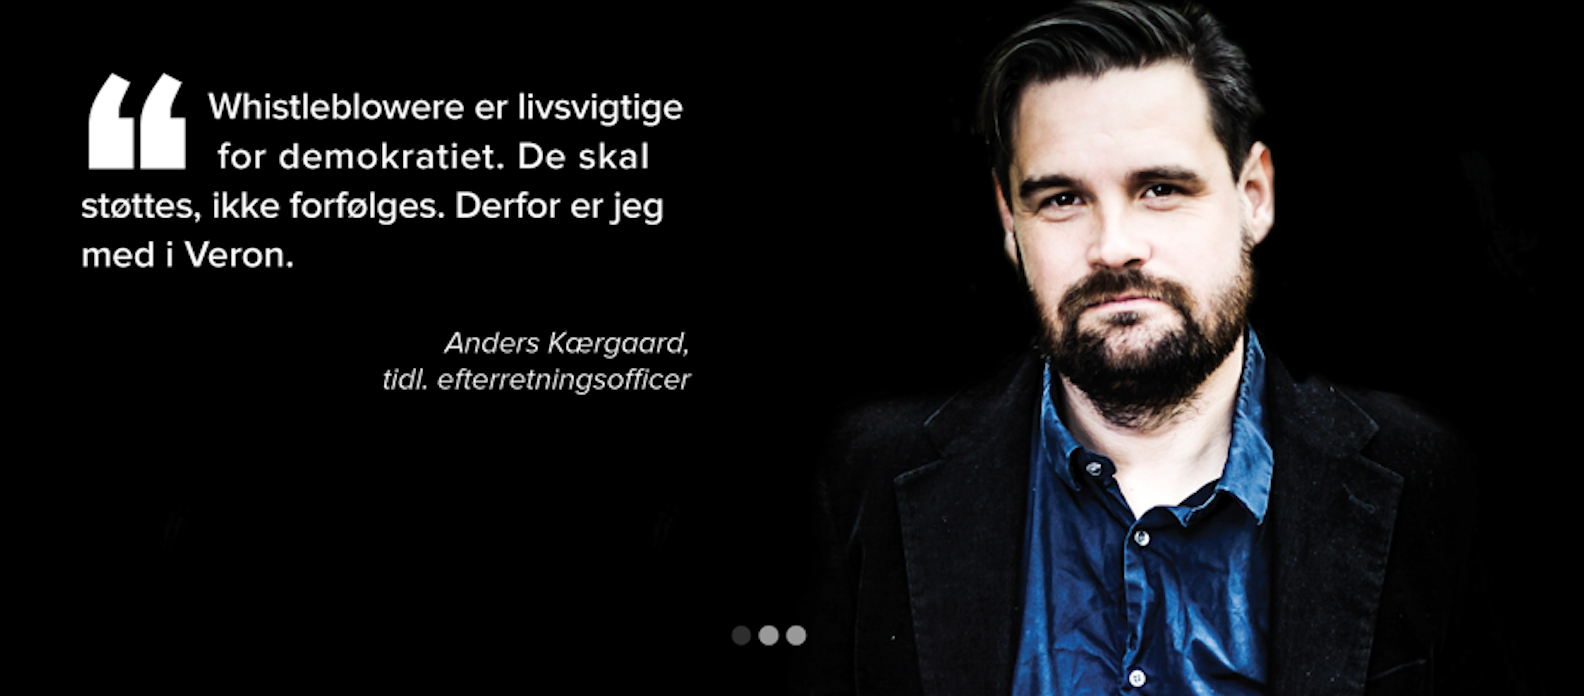 “Whistleblowere er livsvigtige
for demokratiet. De skal
støttes, ikke forfølges. Derfor er jeg
med i Veron.
Anders Kærgaard,
tidl. efterretningsofficer